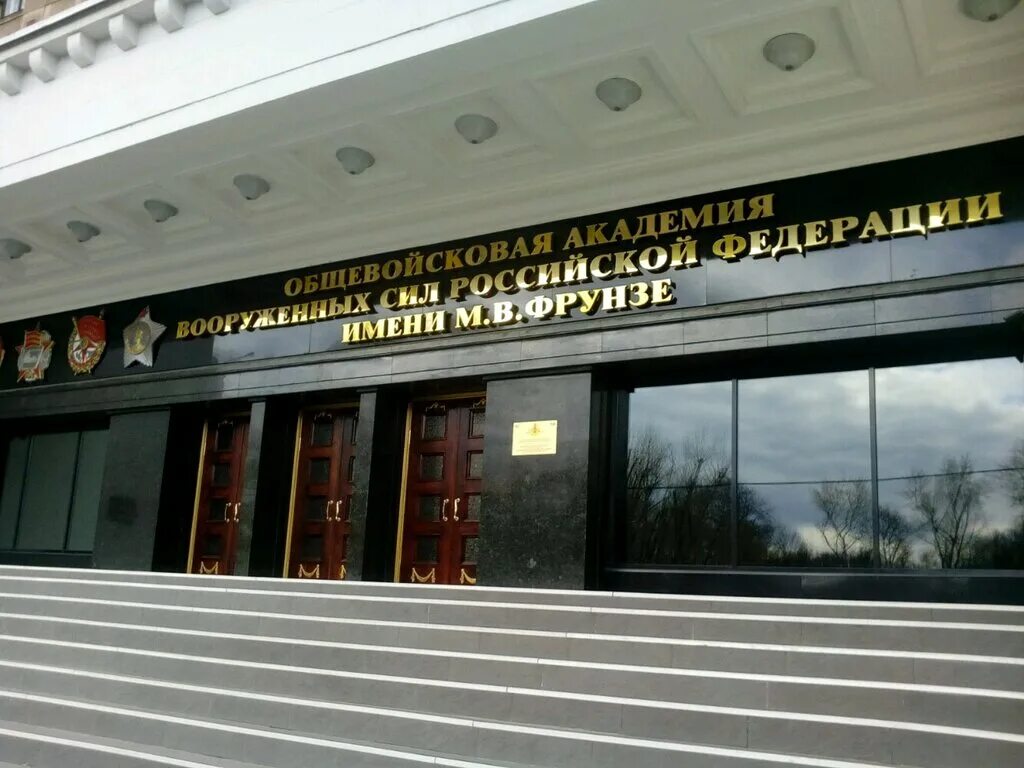 ОБЩЕВОЙСКОВАЯ АКАДЕМИЯ
ВООРУЖЕННЫХ СИЛ РОССИЙСКОЙ ФЕДЕРАЦИИ
ИМЕНИ М.В.ФРУНЗЕ